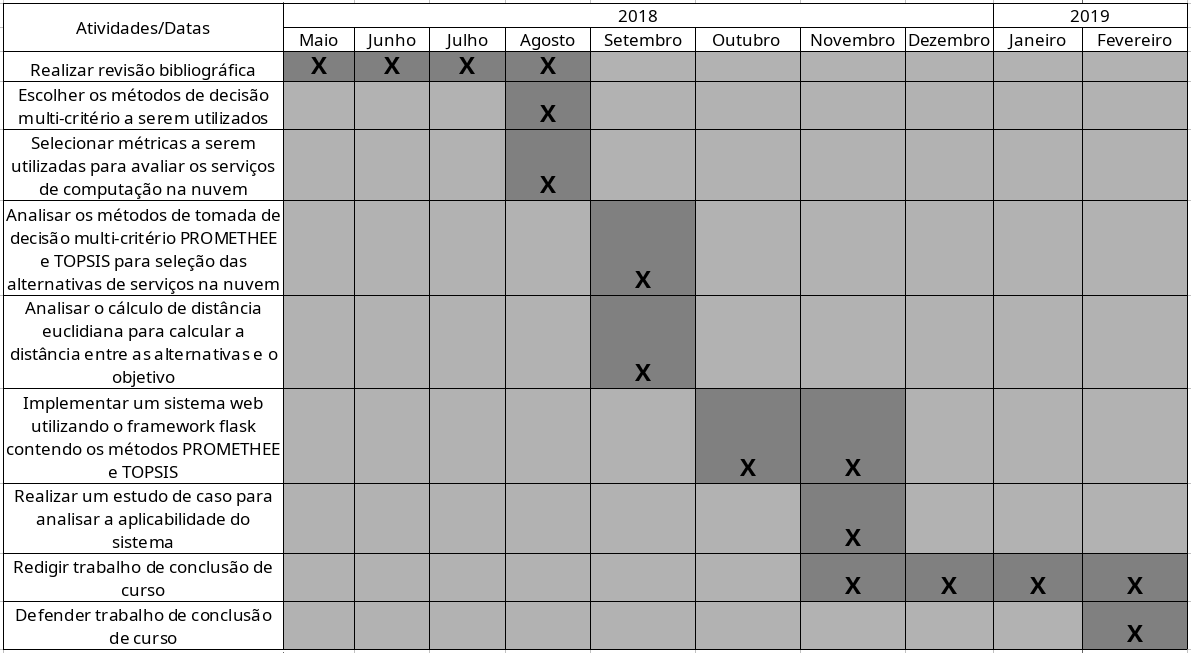 Atividades/Datas
2018
2019
Maio Junho Julho Agosto Setembro Outubro Novembro Dezembro Janeiro Fevereiro
Realizar revisão bibliográfica
X X X X
Escolher os métodos de decisão
multi-critério a serem utilizados
X
Selecionar métricas a serem
utilizadas para avaliar os serviços
de computação na nuvem
X
Analisar os métodos de tomada de
decisão multi-critério PROMETHEE
e TOPSIS para seleção das
alternativas de serviços na nuvem
X
Analisar o cálculo de distância
euclidiana para calcular a
distância entre as alternativas e o
objetivo
X
Implementar um sistema web
utilizando o framework flask
contendo os métodos PROMETHEE
e TOPSIS
X X
Realizar um estudo de caso para
analisar a aplicabilidade do
sistema
X
Redigir trabalho de conclusão de
curso
X X X X
Defender trabalho de conclusão
de curso
X